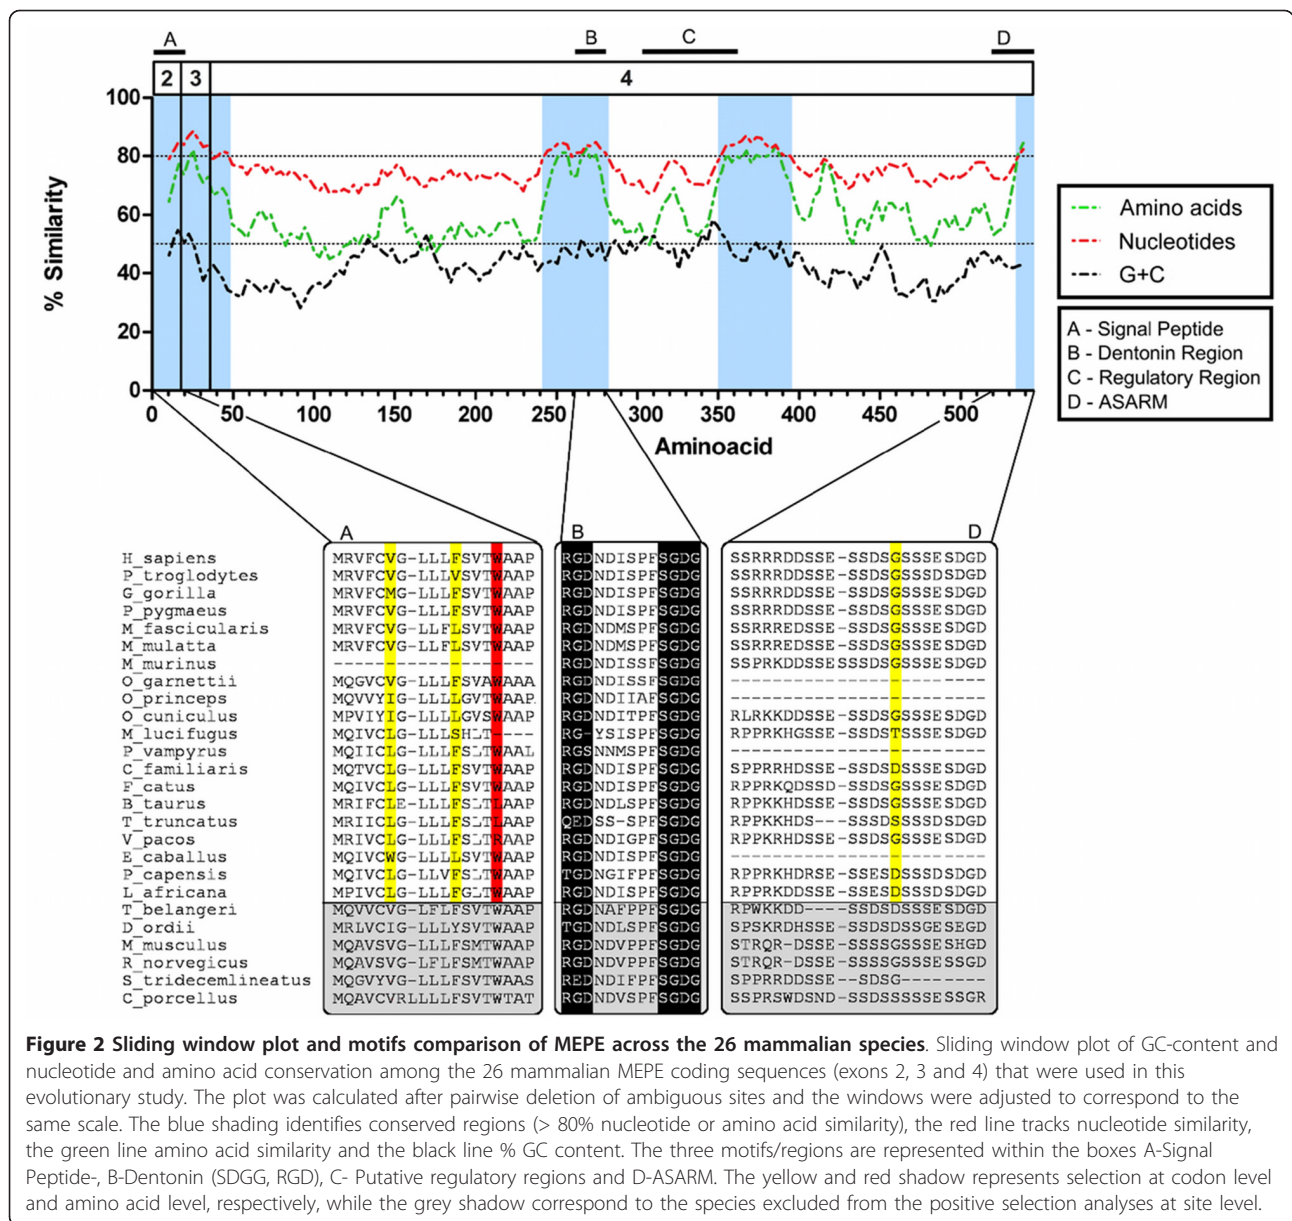 A
B
C
D
2 3 4
100
80
60
40
20
0
% Similarity
0 50 100 150 200 250 300 350 400 450 500
Aminoacid
Amino acids
Nucleotides
G+C
A - Signal Peptide
B - Dentonin Region
C - Regulatory Region
D - ASARM
A B D
H_sapiens MRVFCVG-LLLFSVTWAAP RGDNDISPFSGDG SSRRRDDSSE-SSDSGSSSESDGD
P_troglodytes MRVFCVG-LLLVSVTWAAP RGDNDISPFSGDG SSRRRDDSSE-SSDSGSSSDSDGD
G_gorilla MRVFCMG-LLLFSVTWAAP RGDNDISPFSGDG SSRRRDDSSE-SSDSGSSSESDGD
P_pygmaeus MRVFCVG-LLLFSVTWAAP RGDNDISPFSGDG SSRRRDDSSE-SSDSGSSSESDGD
M_fascicularis MRVFCVG-LLFLSVTWAAP RGDNDMSPFSGDG SSRRREDSSE-SSDSGSSSESDGD
M_mulatta MRVFCVG-LLFLSVTWAAP RGDNDMSPFSGDG SSRRREDSSE-SSDSGSSSESDGD
M_murinus ------------------- RGDNDISSFSGDG SSPRKDDSSESSSDSGSSSESDGD
O_garnettii MQGVCVG-LLLFSVAWAAA RGDNDISSFSGDG ------------------------
O_princeps MQVVYIG-LLLLGVTWAAP RGDNDIIAFSGDG ------------------------
O_cuniculus MPVIYIG-LLLLGVSWAAP RGDNDITPFSGDG RLRKKDDSSE-SSDSGSSSESDGD
M_lucifugus MQIVCLG-LLLSSHLT---- RG-YSISPFSGDG RPPRKHGSSE-SSDSTSSSESDGD
P_vampyrus MQIICLG-LLLFSLTWAAL RGSNNMSPFSGDG ------------------------
C_familiaris MQTVCLG-LLLFSLTWAAP RGDNDISPFSGDG SPPRRHDSSE-SSDSDSSSESDGD
F_catus MQIVCLG-LLLFSLTWAAP RGDNDISPFSGDG RPPRKQDSSD-SSDSGSSSESDGD
B_taurus MRIFCLE-LLLFSLTLAAP RGDNDLSPFSGDG RPPKKHDSSE-SSDSGSSSESDGD
T_truncatus MRIICLG-LLLFSLTLAAP QEDSS-SPFSGDG RPPKKHDS----SSDSSSSSESDGD
V_pacos MRIVCLG-LLLFSLTRAAP RGDNDIGPFSGDG RPPKRHDSSE-SSDSGSSSESDGD
E_caballus MQIVCWG-LLLLSVTWAAP RGDNDISPFSGDG ------------------------
P_capensis MQIVCLG-LLVFSLTWAAP TGDNGIFPFSGDG RPPRKHDRSE-SSESDSSSDSDGD
L_africana MPIVCLG-LLLFGLTWAAP RGDNDISPFSGDG RPPRKDDSSE-SSESDSSSDSDGD
T_belangeri MQVVCVG-LFLFSVTWAAP RGDNAFPPFSGDG RPWKKDD----SSDSDSSSESDGD
D_ordii MRLVCIG-LLLYSVTWAAP TGDNDLSPFSGDG SPSKRDHSSE-SSDSDSSGESEGD
M_musculus MQAVSVG-LLLFSMTWAAP RGDNDVPPFSGDG STRQR-DSSE-SSSSGSSSESHGD
R_norvegicus MQAVSVG-LFLFSMTWAAP RGDNDVPPFSGDG STRQR-DSSE-SSSSGSSSESSGD
S_tridecemlineatus MQGVYVG-LLLFSVTWAAS REDNDIFPFSGDG SPPRRDDSSE-SDSG---------
C_porcellus MQAVCVRLLLLFSVTWTAT RGDNDVSPFSGDG SSPRSWDSND-SSDSSSSSESSGR
Figure 2 Sliding window plot and motifs comparison of MEPE across the 26 mammalian species. Sliding window plot of GC-content and
nucleotide and amino acid conservation among the 26 mammalian MEPE coding sequences (exons 2, 3 and 4) that were used in this
evolutionary study. The plot was calculated after pairwise deletion of ambiguous sites and the windows were adjusted to correspond to the
same scale. The blue shading identifies conserved regions (> 80% nucleotide or amino acid similarity), the red line tracks nucleotide similarity,
the green line amino acid similarity and the black line % GC content. The three motifs/regions are represented within the boxes A-Signal
Peptide-, B-Dentonin (SDGG, RGD), C- Putative regulatory regions and D-ASARM. The yellow and red shadow represents selection at codon level
and amino acid level, respectively, while the grey shadow correspond to the species excluded from the positive selection analyses at site level.